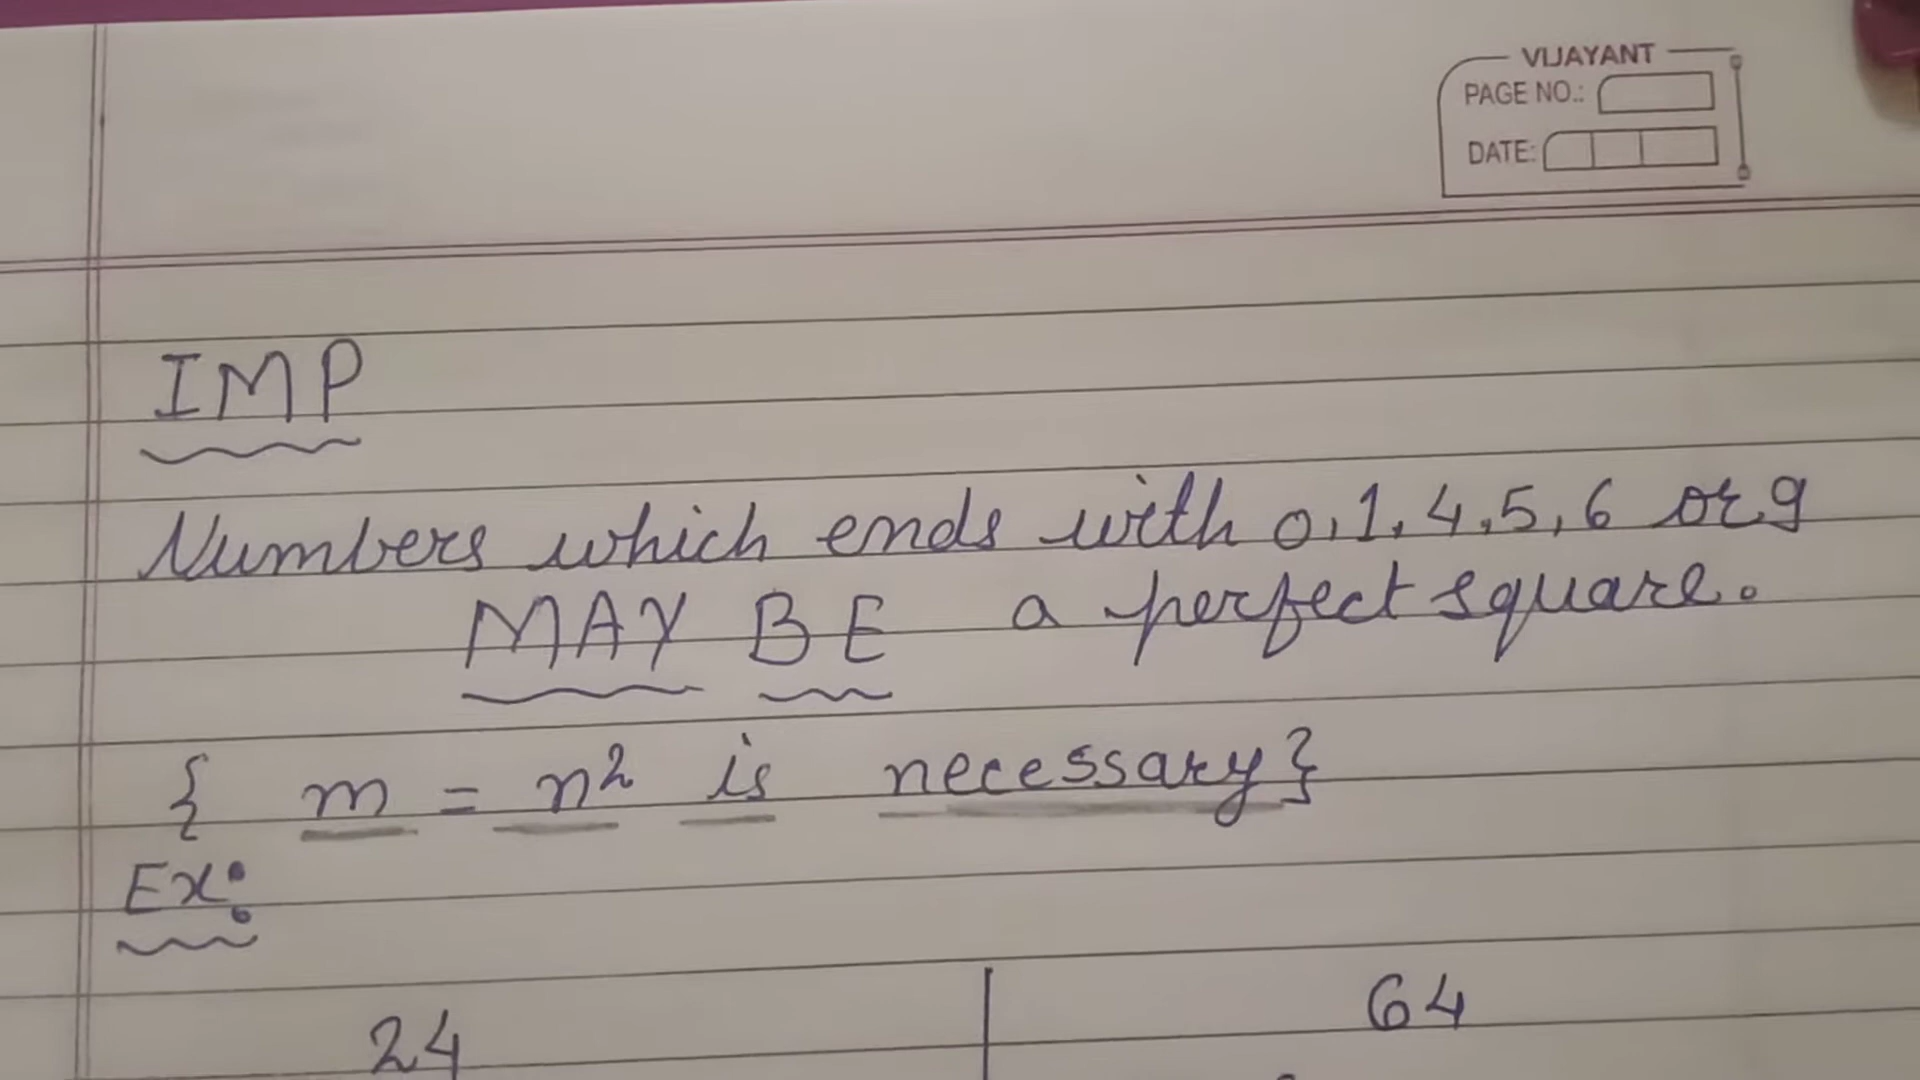 VIJAYANT
PAGE NO.:
DATE:
IMP
Numbers which ends with 0,1,4,5,6 or 9
MAY BE a perfect square.
{ m = n² is necessary}
Ex:
24 | 64